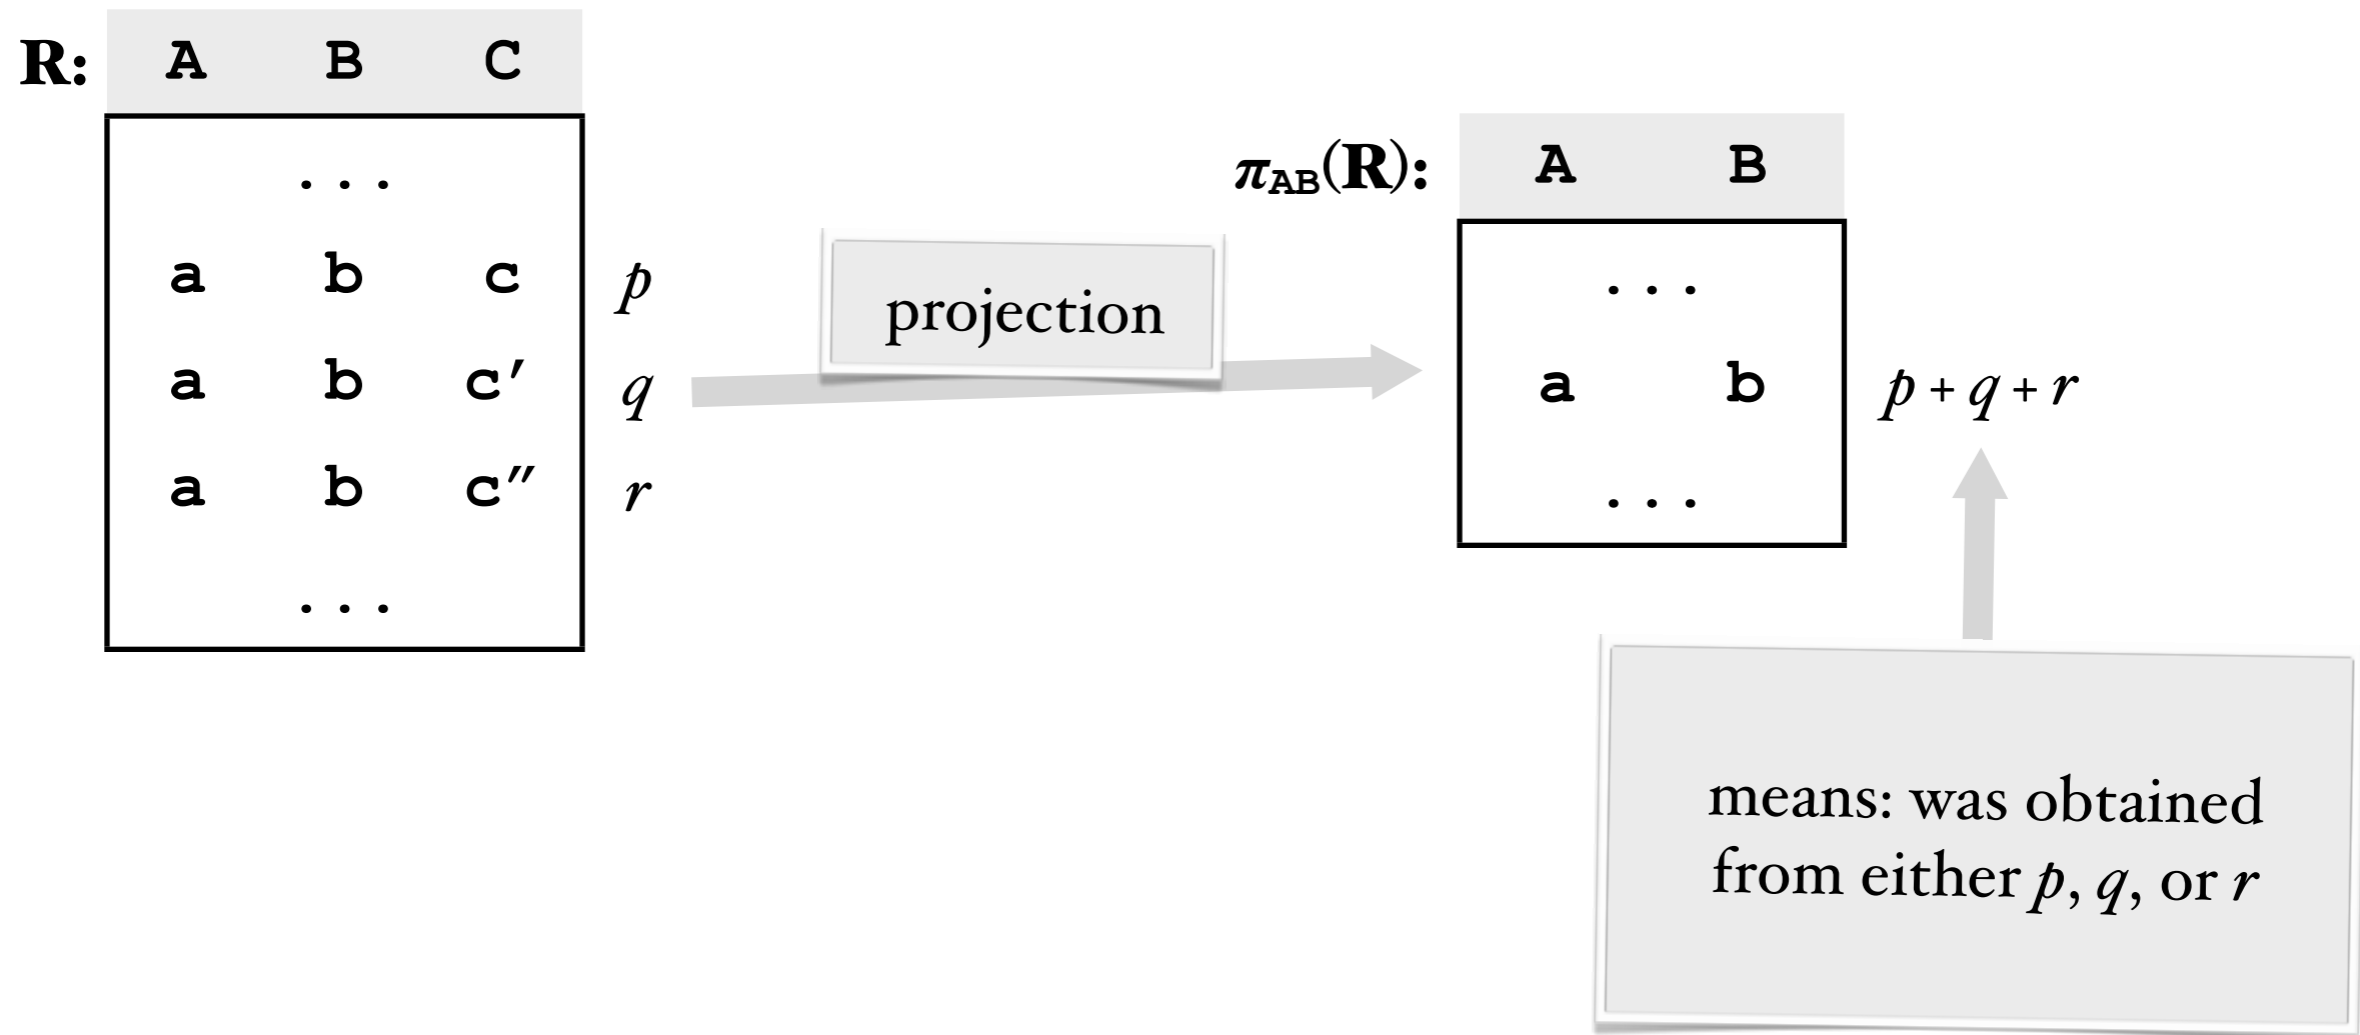 R: A B C
. . .
a b c p
a b c′ q
a b c″ r
. . .
projection
π_AB(R): A B
. . .
a b p + q + r
. . .
means: was obtained
from either p, q, or r